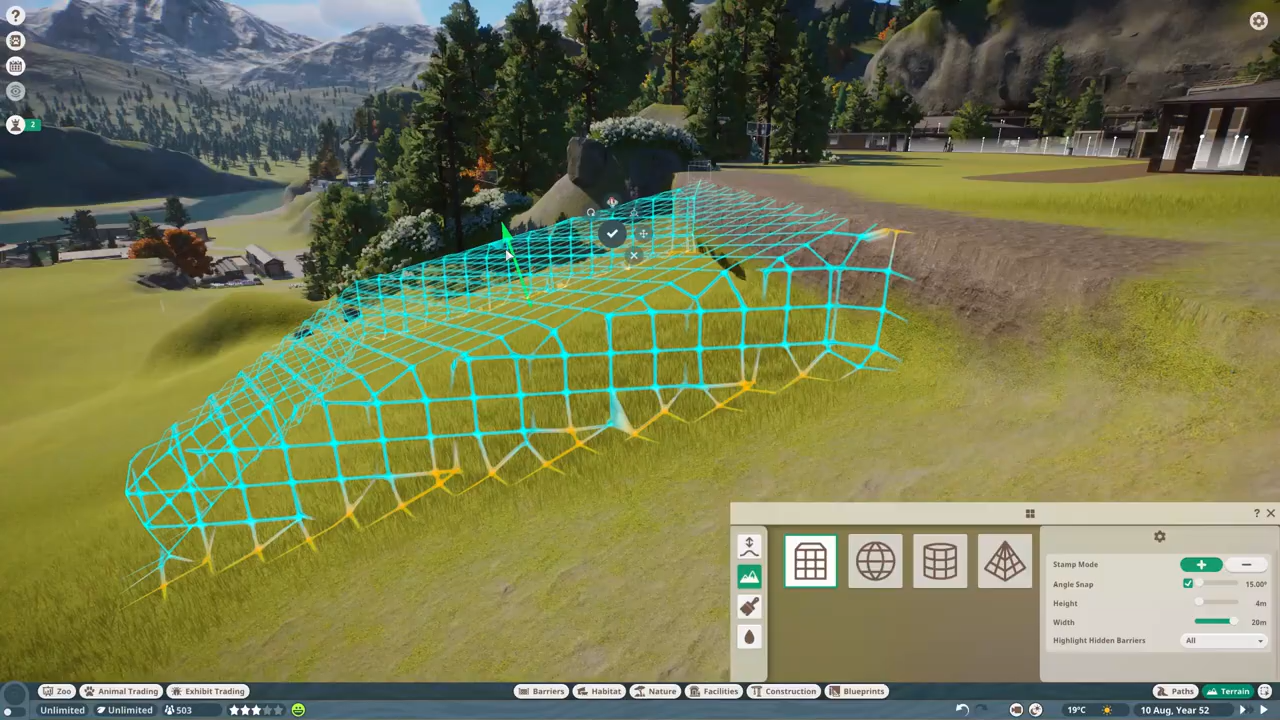 ?
2
? ×
Stamp Mode + −
Angle Snap 15.00°
Height 4m
Width 20m
Highlight Hidden Barriers All
Zoo Animal Trading Exhibit Trading Barriers Habitat Nature Facilities Construction Blueprints Paths Terrain
Unlimited Unlimited 503 19°C 10 Aug, Year 52